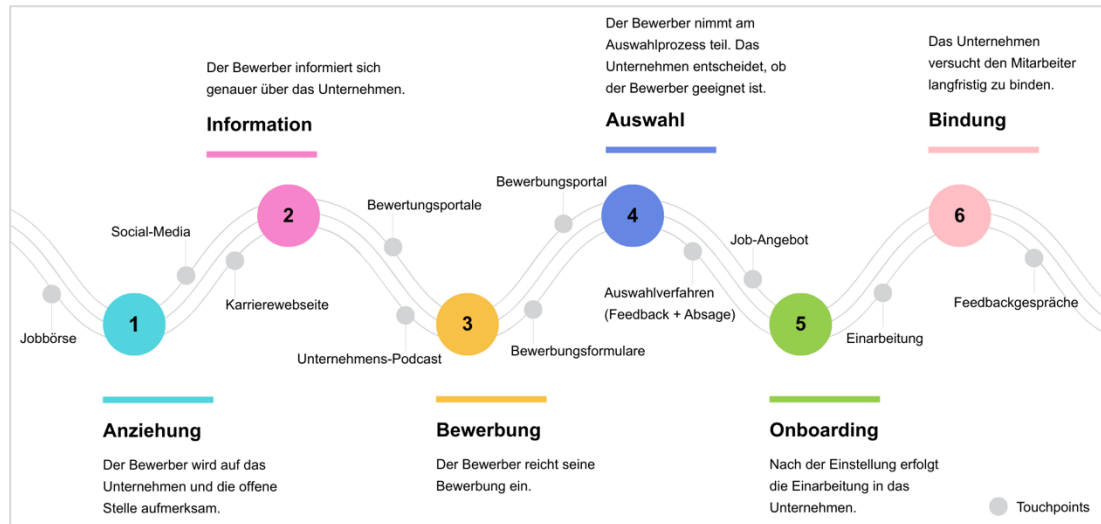 Der Bewerber informiert sich
genauer über das Unternehmen.
Information
Der Bewerber nimmt am
Auswahlprozess teil. Das
Unternehmen entscheidet, ob
der Bewerber geeignet ist.
Auswahl
Das Unternehmen
versucht den Mitarbeiter
langfristig zu binden.
Bindung
Jobbörse
1
Social-Media
Karrierewebseite
2
Bewertungsportale
Unternehmens-Podcast
3
Bewerbungsportal
Bewerbungsformulare
4
Auswahlverfahren
(Feedback + Absage)
Job-Angebot
5
Einarbeitung
6
Feedbackgespräche
Anziehung
Der Bewerber wird auf das
Unternehmen und die offene
Stelle aufmerksam.
Bewerbung
Der Bewerber reicht seine
Bewerbung ein.
Onboarding
Nach der Einstellung erfolgt
die Einarbeitung in das
Unternehmen.
Touchpoints